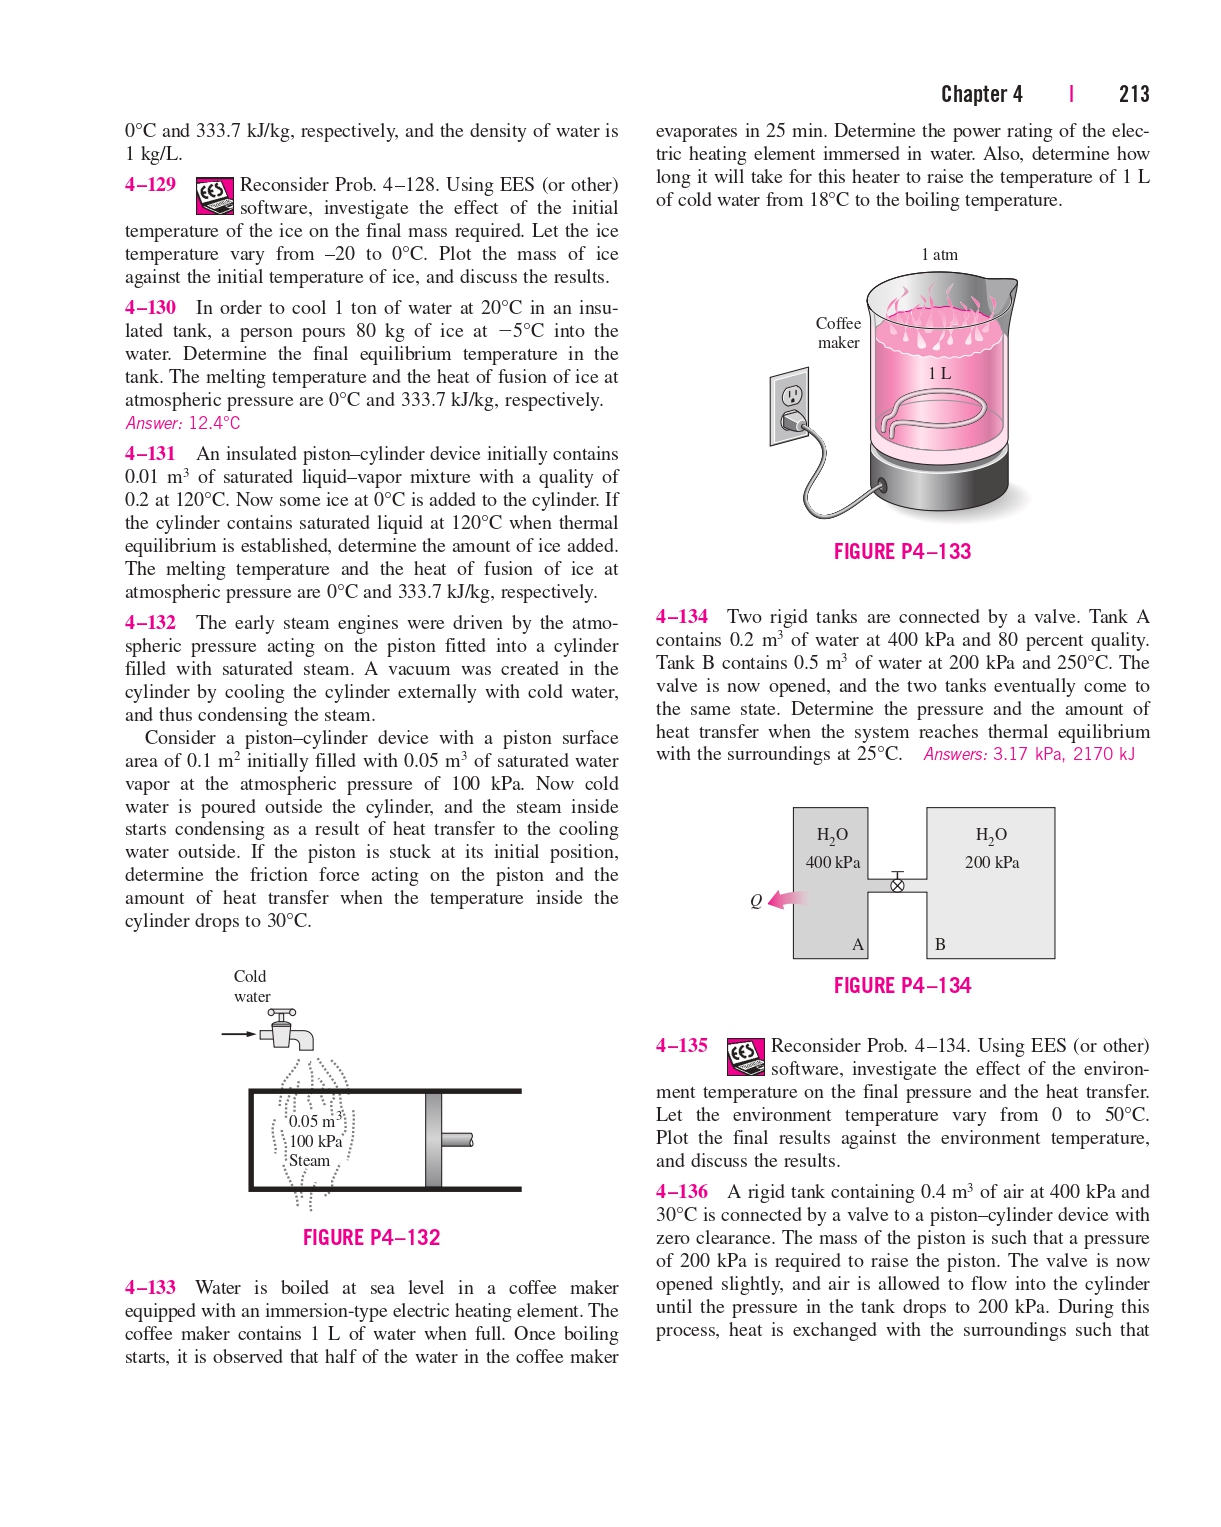 Chapter 4 | 213
0°C and 333.7 kJ/kg, respectively, and the density of water is
1 kg/L.
4–129 EES Reconsider Prob. 4–128. Using EES (or other)
software, investigate the effect of the initial
temperature of the ice on the final mass required. Let the ice
temperature vary from –20 to 0°C. Plot the mass of ice
against the initial temperature of ice, and discuss the results.
4–130 In order to cool 1 ton of water at 20°C in an insu-
lated tank, a person pours 80 kg of ice at −5°C into the
water. Determine the final equilibrium temperature in the
tank. The melting temperature and the heat of fusion of ice at
atmospheric pressure are 0°C and 333.7 kJ/kg, respectively.
Answer: 12.4°C
4–131 An insulated piston–cylinder device initially contains
0.01 m³ of saturated liquid–vapor mixture with a quality of
0.2 at 120°C. Now some ice at 0°C is added to the cylinder. If
the cylinder contains saturated liquid at 120°C when thermal
equilibrium is established, determine the amount of ice added.
The melting temperature and the heat of fusion of ice at
atmospheric pressure are 0°C and 333.7 kJ/kg, respectively.
4–132 The early steam engines were driven by the atmo-
spheric pressure acting on the piston fitted into a cylinder
filled with saturated steam. A vacuum was created in the
cylinder by cooling the cylinder externally with cold water,
and thus condensing the steam.
Consider a piston–cylinder device with a piston surface
area of 0.1 m² initially filled with 0.05 m³ of saturated water
vapor at the atmospheric pressure of 100 kPa. Now cold
water is poured outside the cylinder, and the steam inside
starts condensing as a result of heat transfer to the cooling
water outside. If the piston is stuck at its initial position,
determine the friction force acting on the piston and the
amount of heat transfer when the temperature inside the
cylinder drops to 30°C.
Cold
water
0.05 m³
100 kPa
Steam
FIGURE P4–132
4–133 Water is boiled at sea level in a coffee maker
equipped with an immersion-type electric heating element. The
coffee maker contains 1 L of water when full. Once boiling
starts, it is observed that half of the water in the coffee maker
evaporates in 25 min. Determine the power rating of the elec-
tric heating element immersed in water. Also, determine how
long it will take for this heater to raise the temperature of 1 L
of cold water from 18°C to the boiling temperature.
1 atm
Coffee
maker
1 L
FIGURE P4–133
4–134 Two rigid tanks are connected by a valve. Tank A
contains 0.2 m³ of water at 400 kPa and 80 percent quality.
Tank B contains 0.5 m³ of water at 200 kPa and 250°C. The
valve is now opened, and the two tanks eventually come to
the same state. Determine the pressure and the amount of
heat transfer when the system reaches thermal equilibrium
with the surroundings at 25°C. Answers: 3.17 kPa, 2170 kJ
H₂O
400 kPa
H₂O
200 kPa
Q
A
B
FIGURE P4–134
4–135 EES Reconsider Prob. 4–134. Using EES (or other)
software, investigate the effect of the environ-
ment temperature on the final pressure and the heat transfer.
Let the environment temperature vary from 0 to 50°C.
Plot the final results against the environment temperature,
and discuss the results.
4–136 A rigid tank containing 0.4 m³ of air at 400 kPa and
30°C is connected by a valve to a piston–cylinder device with
zero clearance. The mass of the piston is such that a pressure
of 200 kPa is required to raise the piston. The valve is now
opened slightly, and air is allowed to flow into the cylinder
until the pressure in the tank drops to 200 kPa. During this
process, heat is exchanged with the surroundings such that